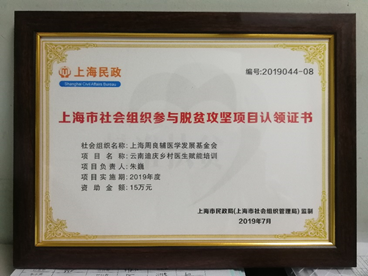 上海民政
Shanghai Civil Affairs Bureau
编号:2019044-08
上海市社会组织参与脱贫攻坚项目认领证书
社会组织名称:上海周良辅医学发展基金会
项 目 名 称:云南迪庆乡村医生赋能培训
项目负责人:朱巍
项目实施期:2019年度
资 助 金 额:15万元
上海市民政局(上海市社会组织管理局) 监制
2019年7月